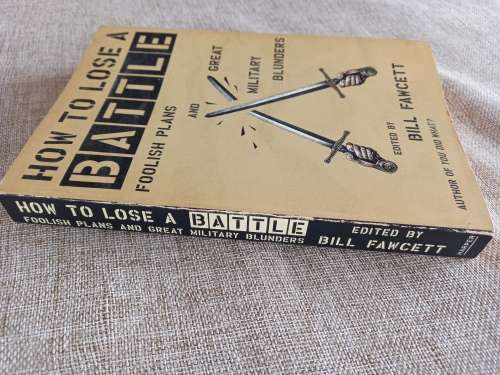 HOW TO LOSE A
BATTLE
FOOLISH PLANS
AND GREAT
MILITARY BLUNDERS
EDITED BY
BILL FAWCETT
AUTHOR OF YOU DID WHAT?
HOW TO LOSE A BATTLE
FOOLISH PLANS AND GREAT MILITARY BLUNDERS
EDITED BY
BILL FAWCETT
HARPER